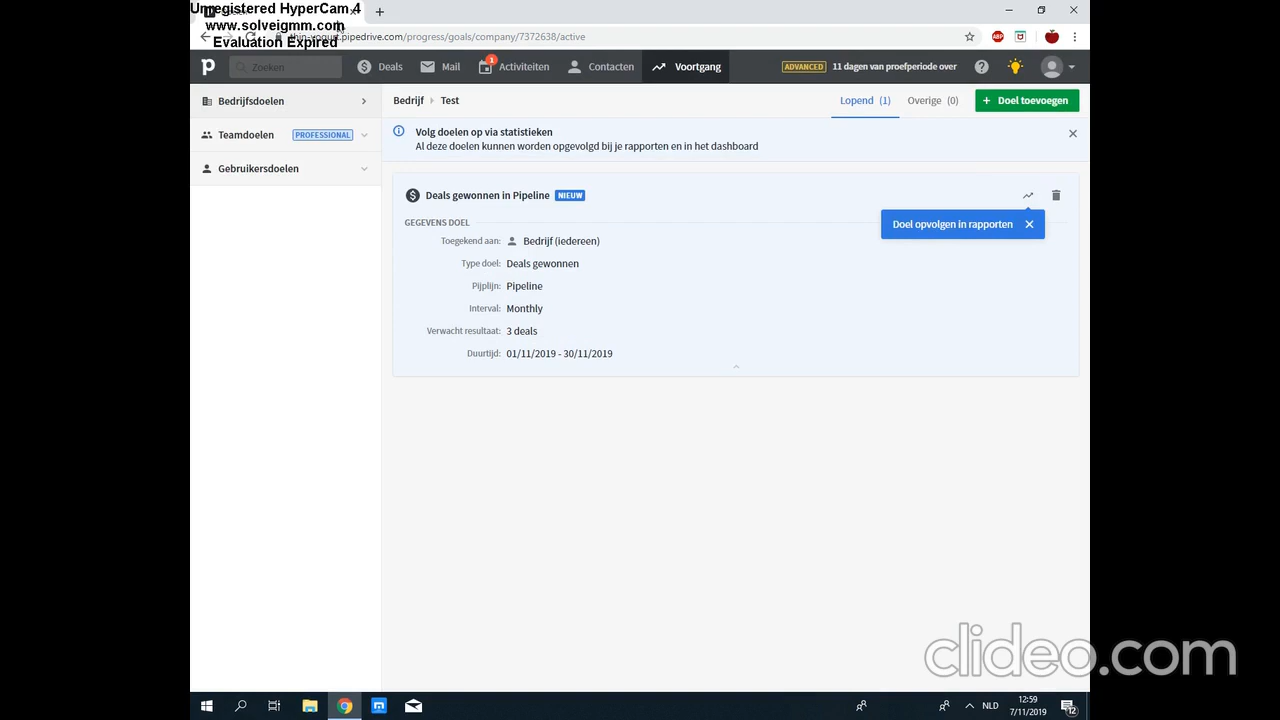 Unregistered HyperCam 4
www.solveigmm.com
Evaluation Expired
thin-yogurt.pipedrive.com/progress/goals/company/7372638/active
ABP
p
Zoeken
Deals
Mail
1
Activiteiten
Contacten
Voortgang
ADVANCED
11 dagen van proefperiode over
Bedrijfsdoelen
Teamdoelen PROFESSIONAL
Gebruikersdoelen
Bedrijf Test
Lopend (1)
Overige (0)
+ Doel toevoegen
Volg doelen op via statistieken
Al deze doelen kunnen worden opgevolgd bij je rapporten en in het dashboard
Deals gewonnen in Pipeline NIEUW
Doel opvolgen in rapporten
GEGEVENS DOEL
Toegekend aan: Bedrijf (iedereen)
Type doel: Deals gewonnen
Pijplijn: Pipeline
Interval: Monthly
Verwacht resultaat: 3 deals
Duurtijd: 01/11/2019 - 30/11/2019
clideo.com
NLD
12:59
7/11/2019
12